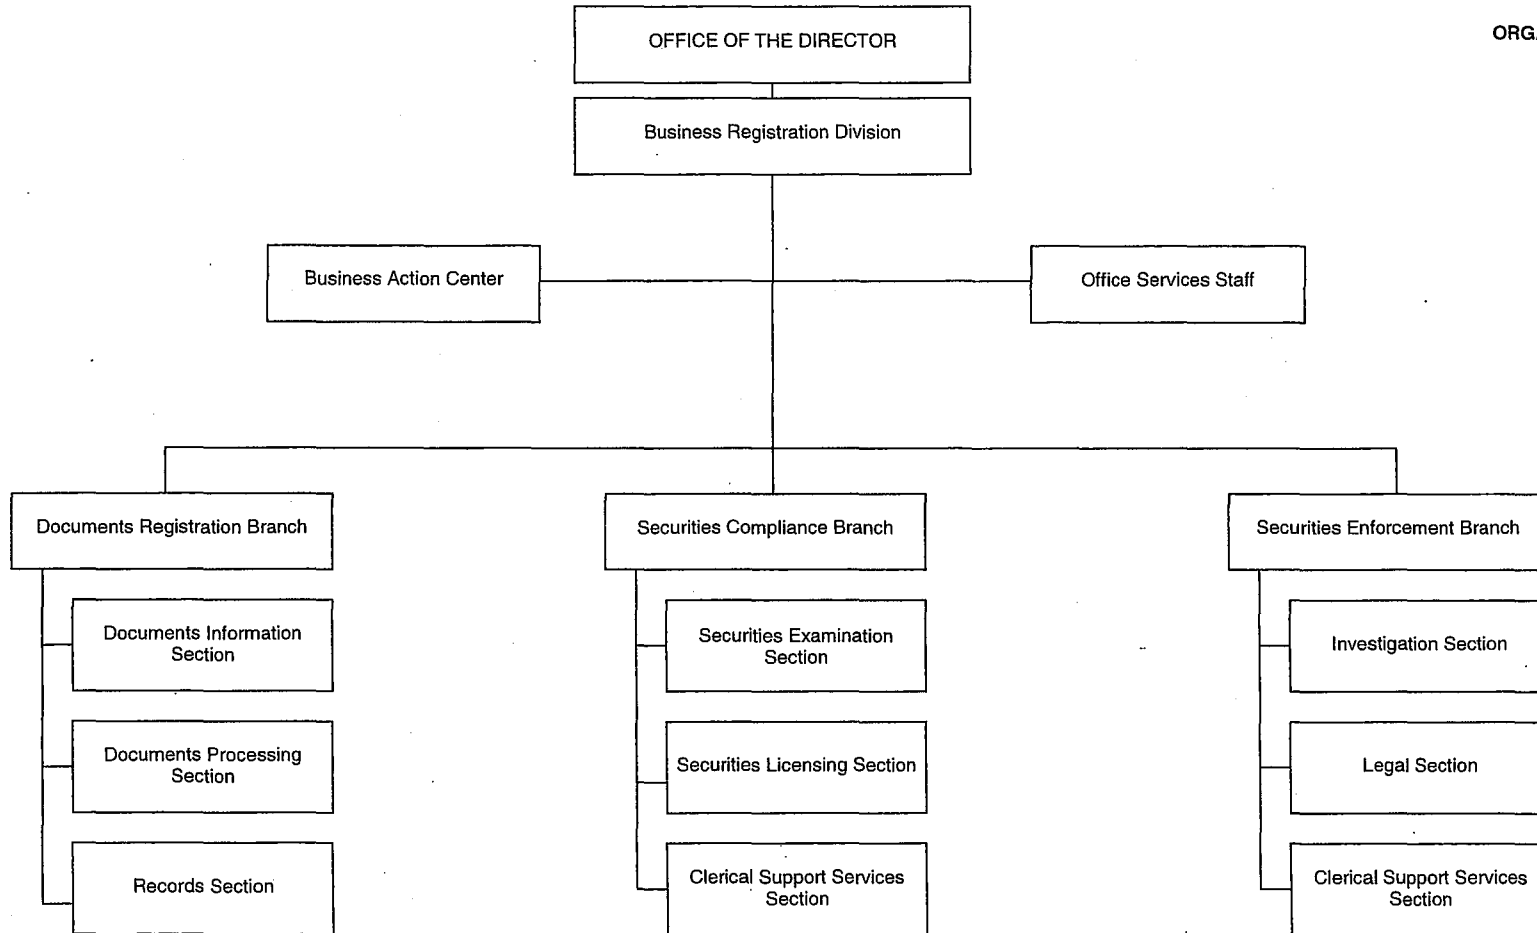 OFFICE OF THE DIRECTOR
Business Registration Division
Business Action Center
Office Services Staff
Documents Registration Branch
Securities Compliance Branch
Securities Enforcement Branch
Documents Information
Section
Securities Examination
Section
Investigation Section
Documents Processing
Section
Securities Licensing Section
Legal Section
Records Section
Clerical Support Services
Section
Clerical Support Services
Section